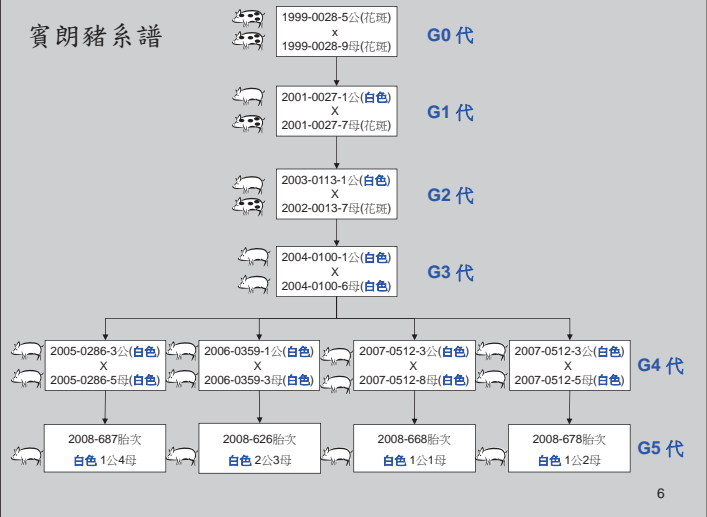 賓朗豬系譜
1999-0028-5公(花斑)
x
1999-0028-9母(花斑)
G0 代
2001-0027-1公(白色)
X
2001-0027-7母(花斑)
G1 代
2003-0113-1公(白色)
X
2002-0013-7母(花斑)
G2 代
2004-0100-1公(白色)
X
2004-0100-6母(白色)
G3 代
2005-0286-3公(白色)
X
2005-0286-5母(白色)
2006-0359-1公(白色)
X
2006-0359-3母(白色)
2007-0512-3公(白色)
X
2007-0512-8母(白色)
2007-0512-3公(白色)
X
2007-0512-5母(白色)
G4 代
2008-687胎次
白色 1公4母
2008-626胎次
白色 2公3母
2008-668胎次
白色 1公1母
2008-678胎次
白色 1公2母
G5 代
6